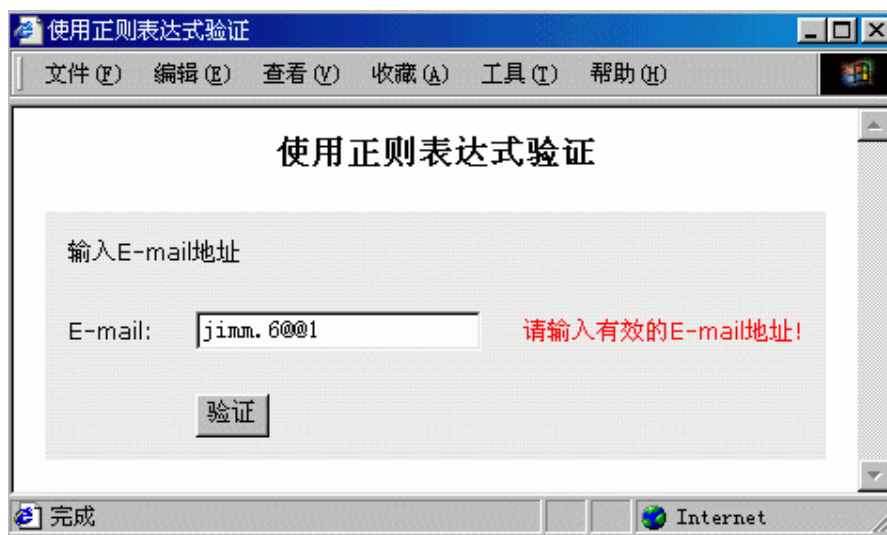 使用正则表达式验证
文件(F) 编辑(E) 查看(V) 收藏(A) 工具(T) 帮助(H)
使用正则表达式验证
输入E-mail地址
E-mail: jimm.6@@1 请输入有效的E-mail地址!
验证
完成 Internet